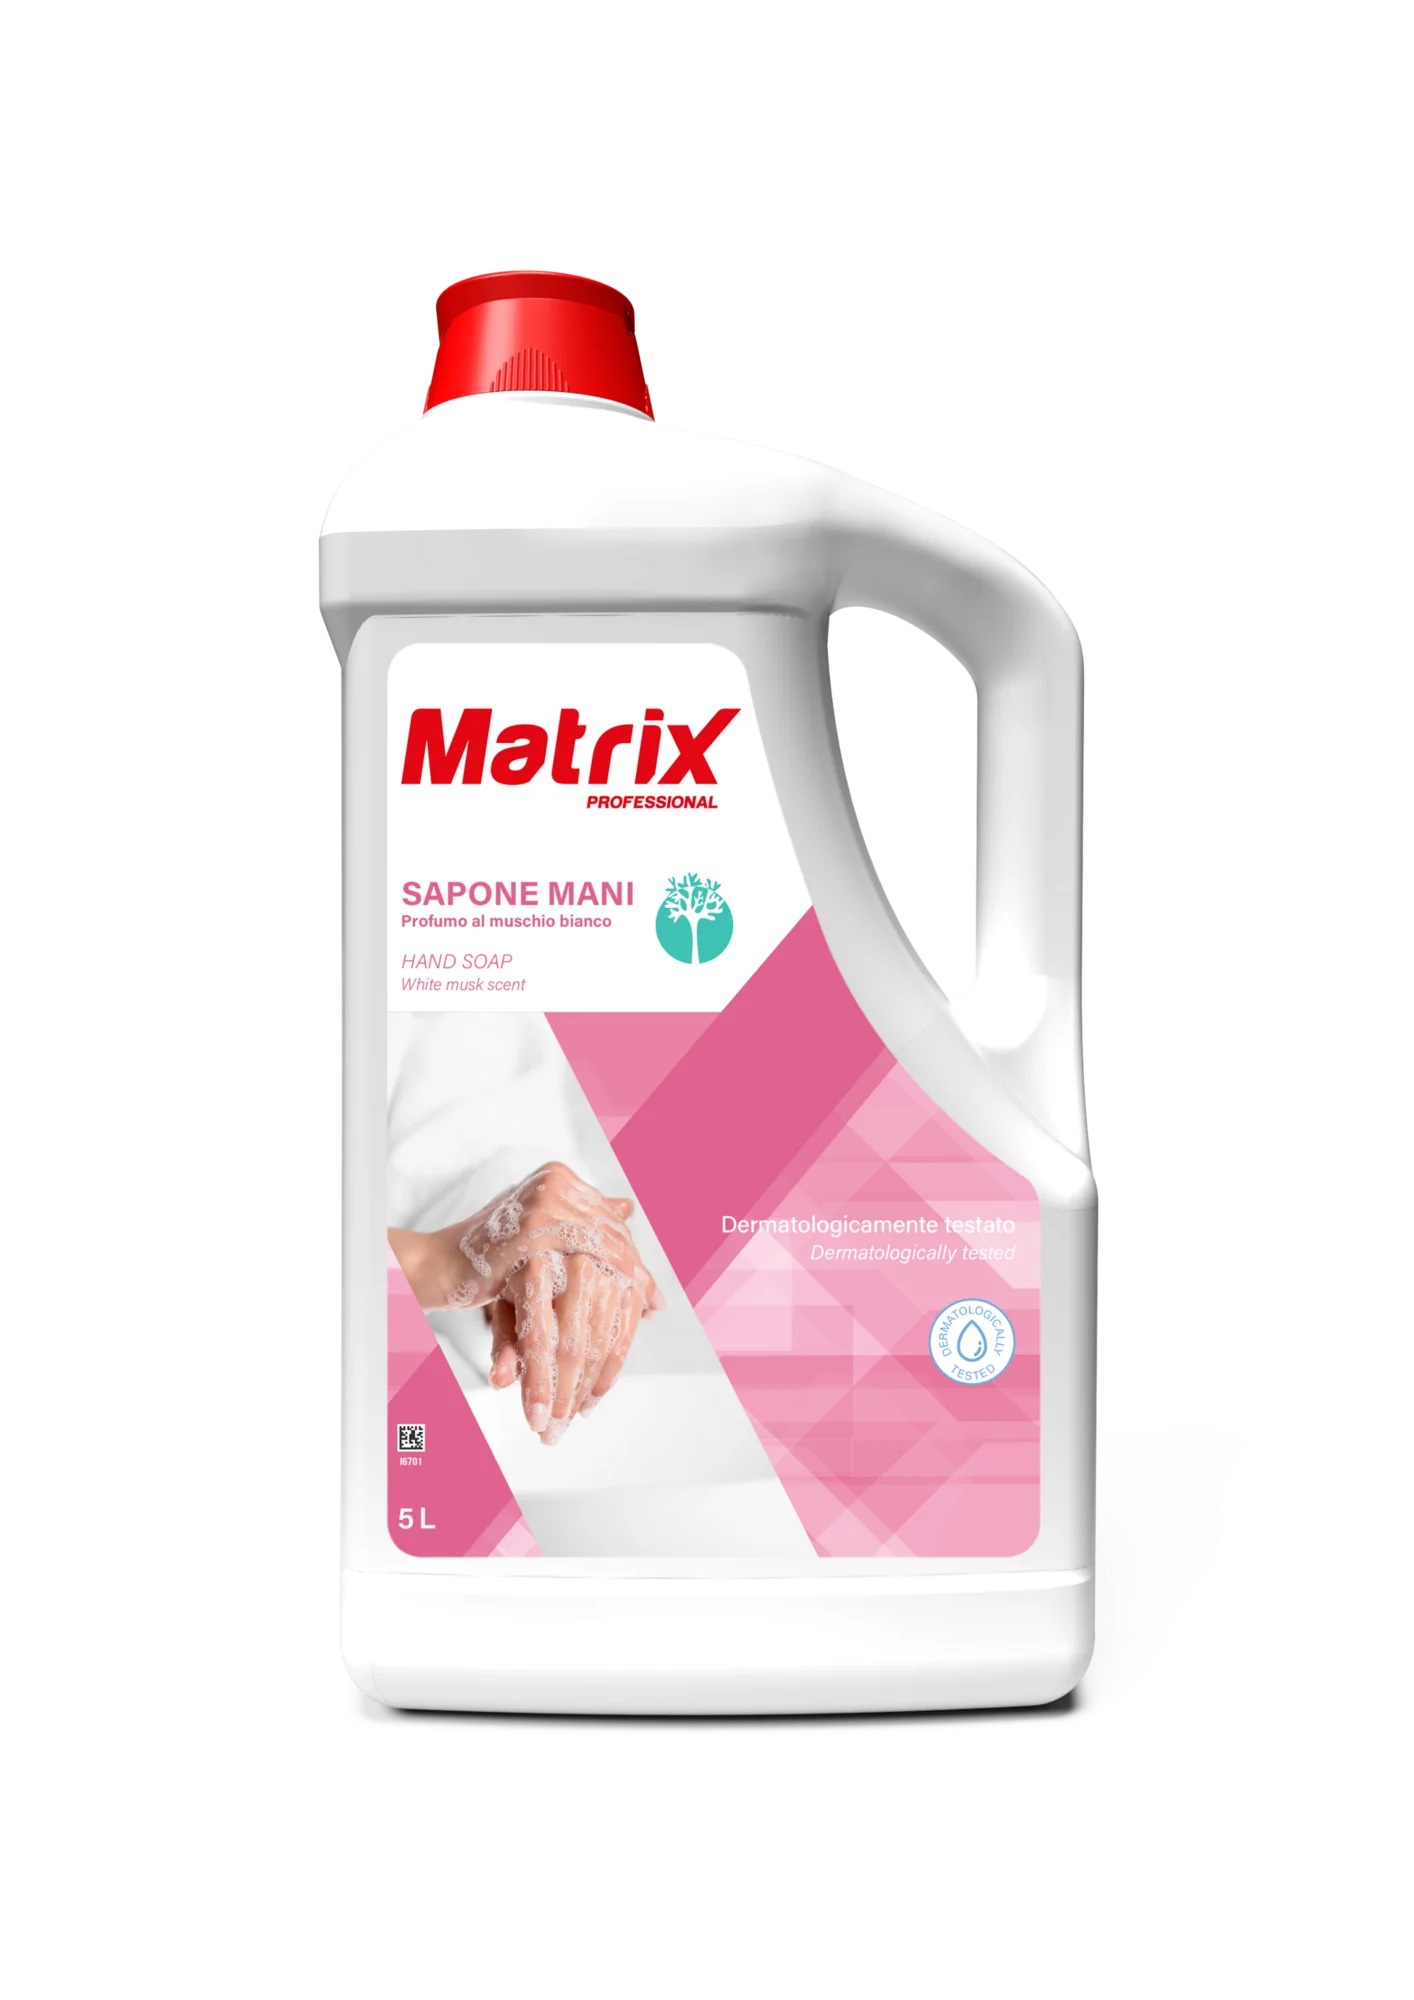 Matrix
PROFESSIONAL
SAPONE MANI
Profumo al muschio bianco
HAND SOAP
White musk scent
Dermatologicamente testato
Dermatologically tested
DERMATOLOGICALLY
TESTED
I6701
5 L